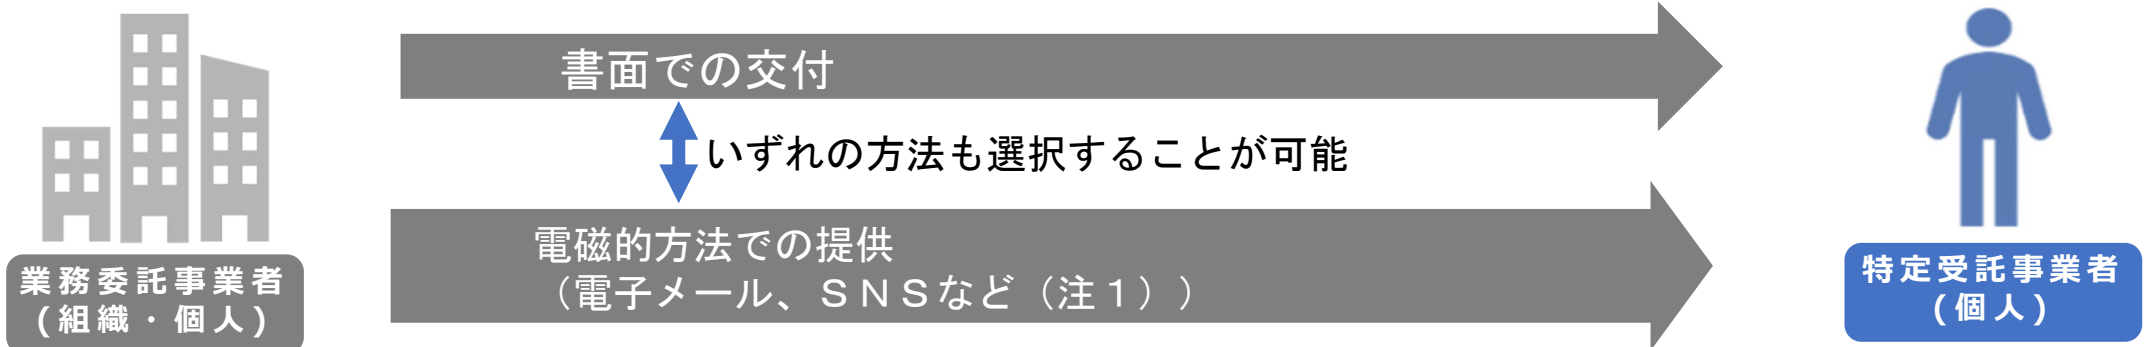 書面での交付
いずれの方法も選択することが可能
電磁的方法での提供
（電子メール、ＳＮＳなど（注１））
業務委託事業者
(組織・個人)
特定受託事業者
(個人)